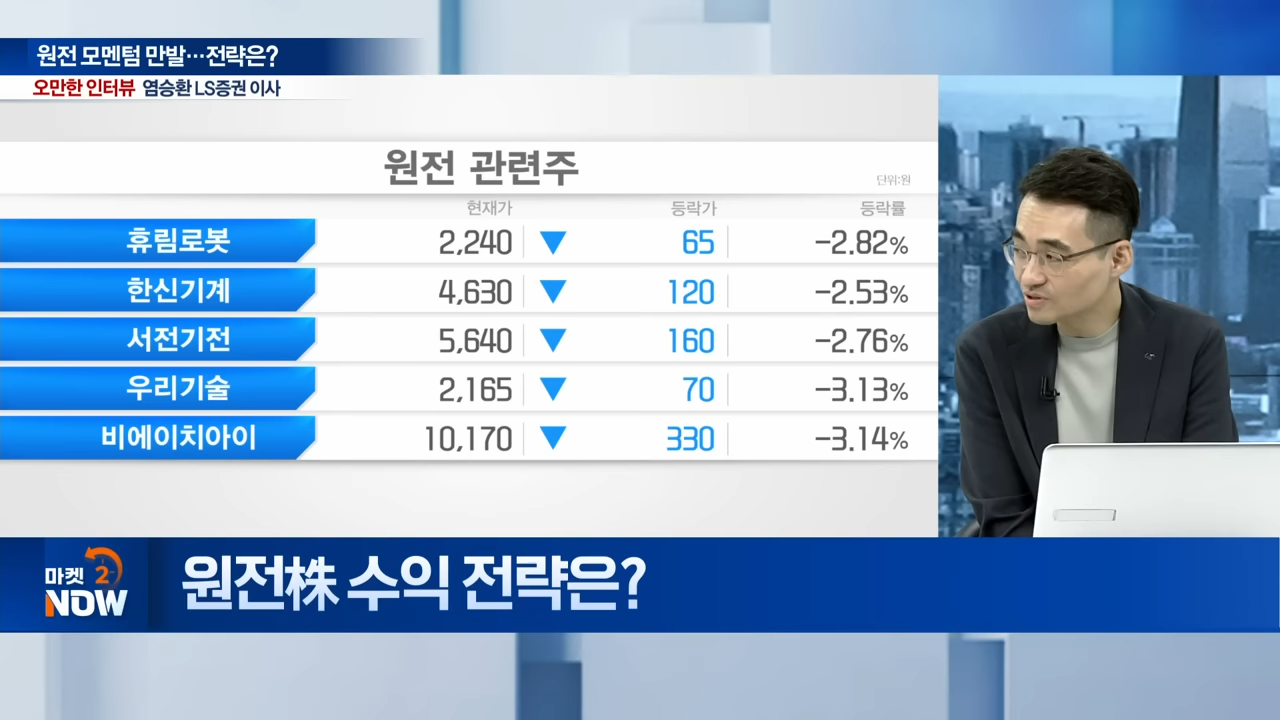 원전 모멘텀 만발…전략은?
오만한 인터뷰 염승환 LS증권 이사
원전 관련주
단위:원
현재가 등락가 등락률
휴림로봇 2,240 ▼ 65 -2.82%
한신기계 4,630 ▼ 120 -2.53%
서전기전 5,640 ▼ 160 -2.76%
우리기술 2,165 ▼ 70 -3.13%
비에이치아이 10,170 ▼ 330 -3.14%
마켓 2
NOW
원전株 수익 전략은?